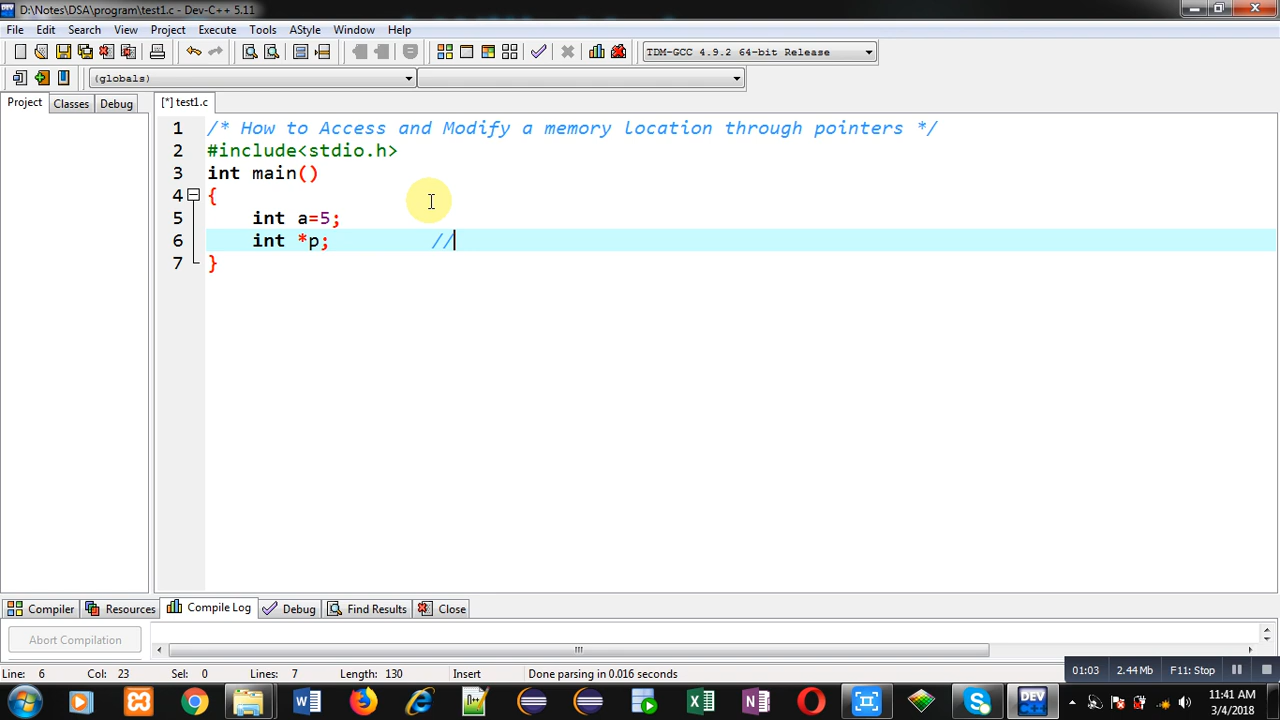 D:\Notes\DSA\program\test1.c - Dev-C++ 5.11
File Edit Search View Project Execute Tools AStyle Window Help
TDM-GCC 4.9.2 64-bit Release
(globals)
Project Classes Debug [*] test1.c
1 /* How to Access and Modify a memory location through pointers */
2 #include<stdio.h>
3 int main()
4 {
5 int a=5;
6 int *p; //
7 }
Compiler Resources Compile Log Debug Find Results Close
Abort Compilation
Line: 6 Col: 23 Sel: 0 Lines: 7 Length: 130 Insert Done parsing in 0.016 seconds
01:03 2.44 Mb F11: Stop
DEV C++
11:41 AM
3/4/2018